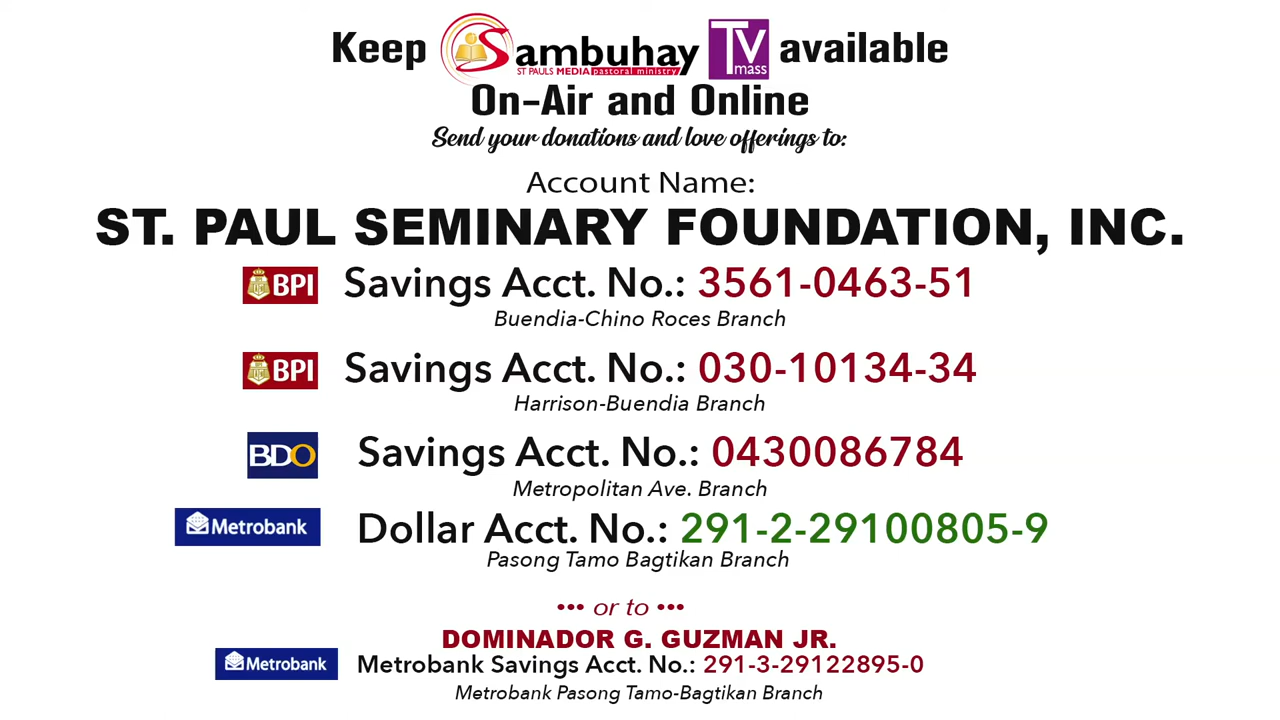 Keep Sambuhay TV mass available
ST PAULS MEDIA pastoral ministry
On-Air and Online
Send your donations and love offerings to:
Account Name:
ST. PAUL SEMINARY FOUNDATION, INC.
BPI Savings Acct. No.: 3561-0463-51
Buendia-Chino Roces Branch
BPI Savings Acct. No.: 030-10134-34
Harrison-Buendia Branch
BDO Savings Acct. No.: 0430086784
Metropolitan Ave. Branch
Metrobank Dollar Acct. No.: 291-2-29100805-9
Pasong Tamo Bagtikan Branch
••• or to •••
DOMINADOR G. GUZMAN JR.
Metrobank Metrobank Savings Acct. No.: 291-3-29122895-0
Metrobank Pasong Tamo-Bagtikan Branch